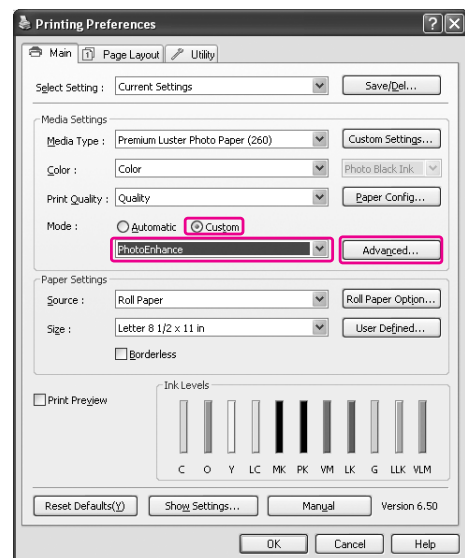 Printing Preferences
Main Page Layout Utility
Select Setting : Current Settings Save/Del...
Media Settings
Media Type : Premium Luster Photo Paper (260) Custom Settings...
Color : Color Photo Black Ink
Print Quality : Quality Paper Config...
Mode : Automatic Custom
PhotoEnhance Advanced...
Paper Settings
Source : Roll Paper Roll Paper Option...
Size : Letter 8 1/2 x 11 in User Defined...
Borderless
Print Preview
Ink Levels
C O Y LC MK PK VM LK G LLK VLM
Reset Defaults(Y) Show Settings... Manual Version 6.50
OK Cancel Help